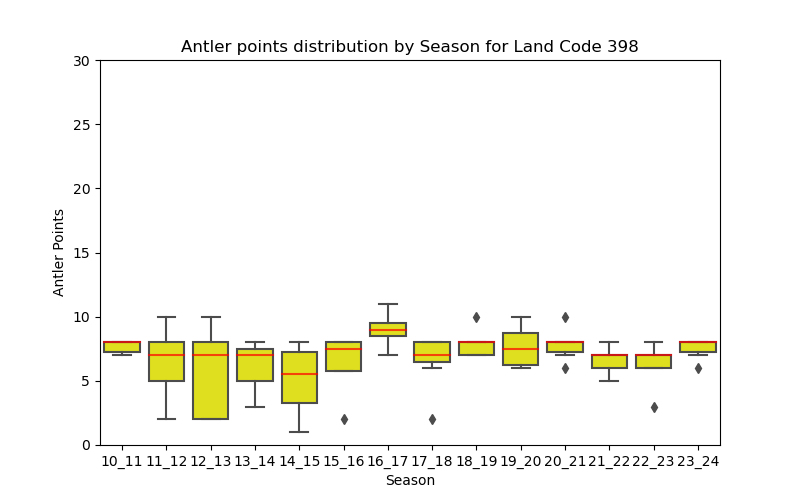 Antler points distribution by Season for Land Code 398
30
25
20
15
10
5
0
Antler Points
10_11 11_12 12_13 13_14 14_15 15_16 16_17 17_18 18_19 19_20 20_21 21_22 22_23 23_24
Season